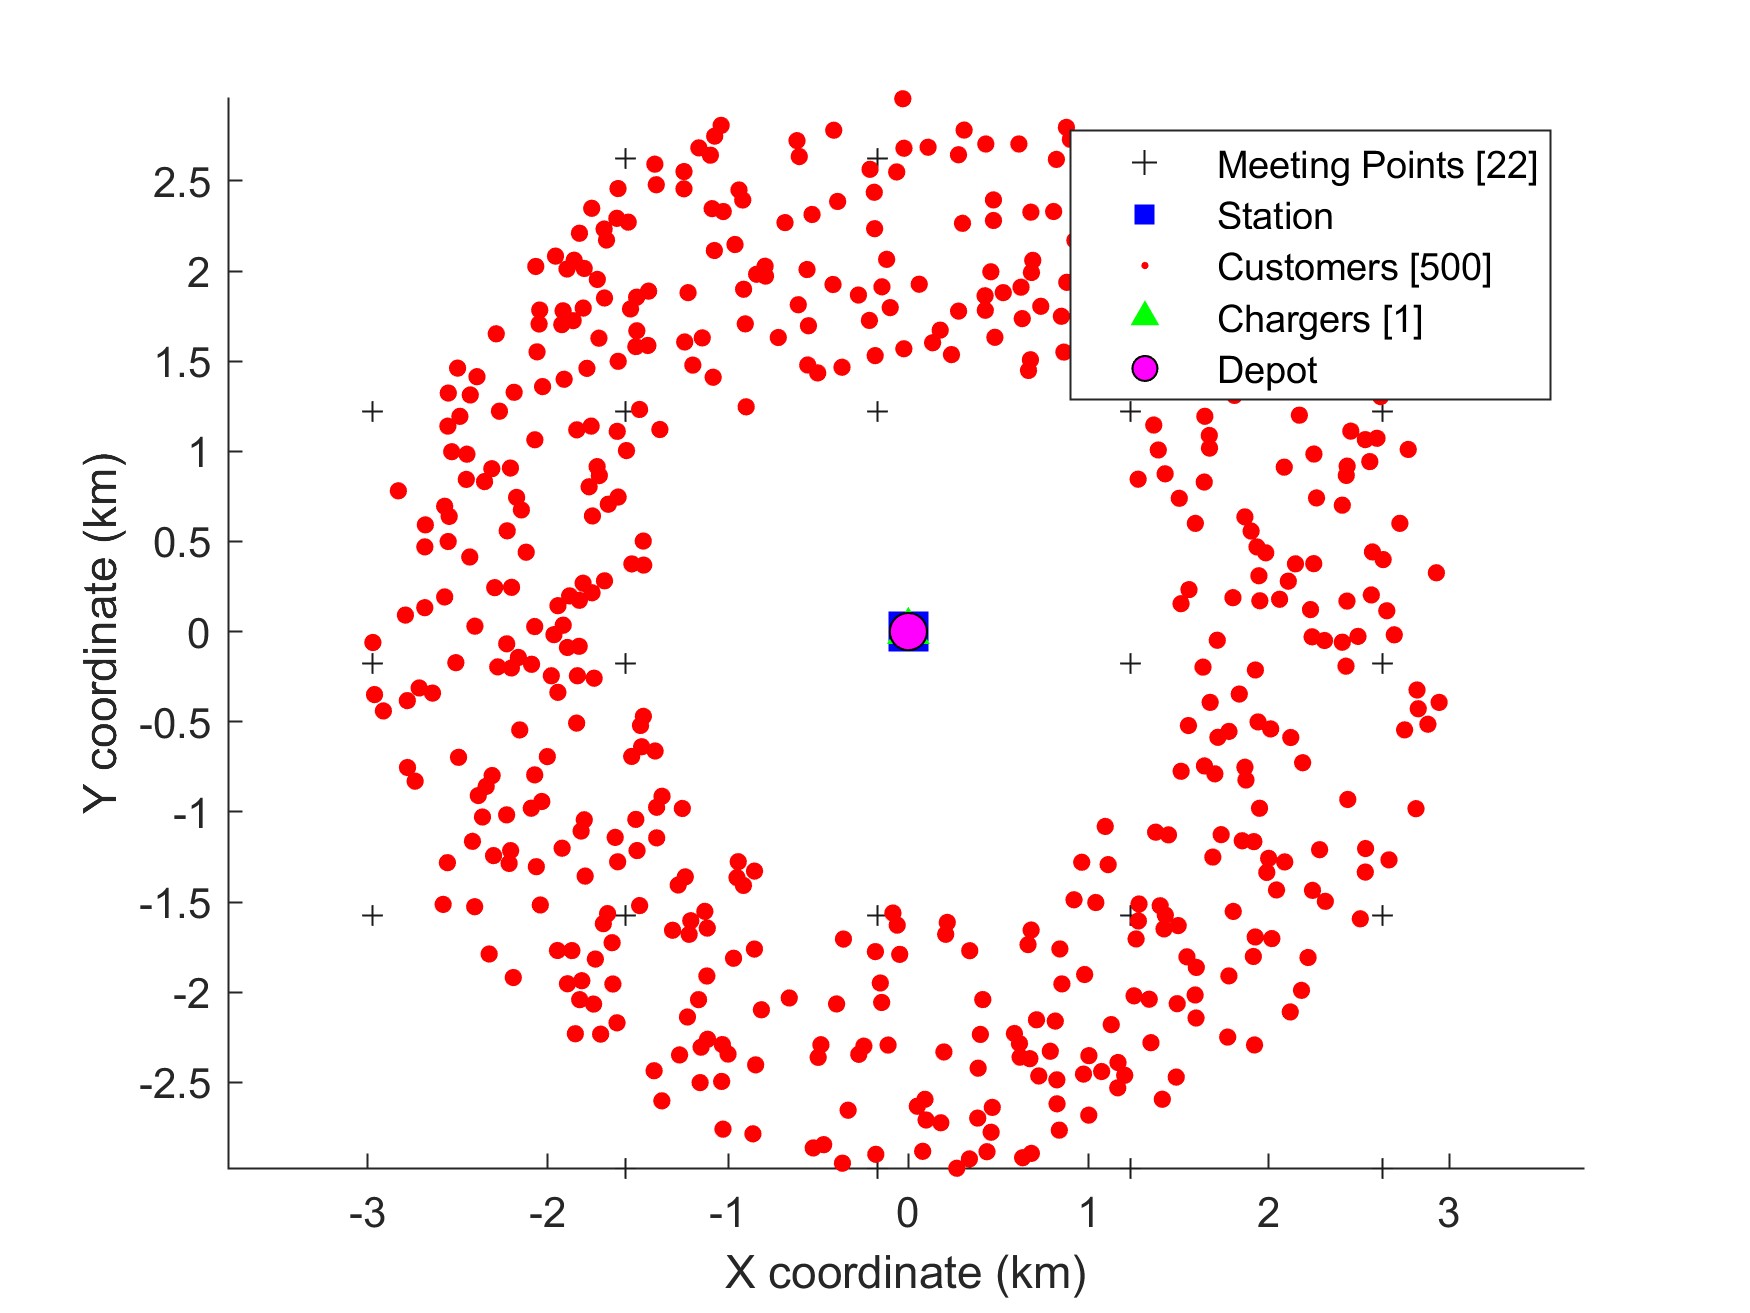 Meeting Points [22]
Station
Customers [500]
Chargers [1]
Depot
2.5
2
1.5
1
0.5
0
-0.5
-1
-1.5
-2
-2.5
Y coordinate (km)
-3 -2 -1 0 1 2 3
X coordinate (km)